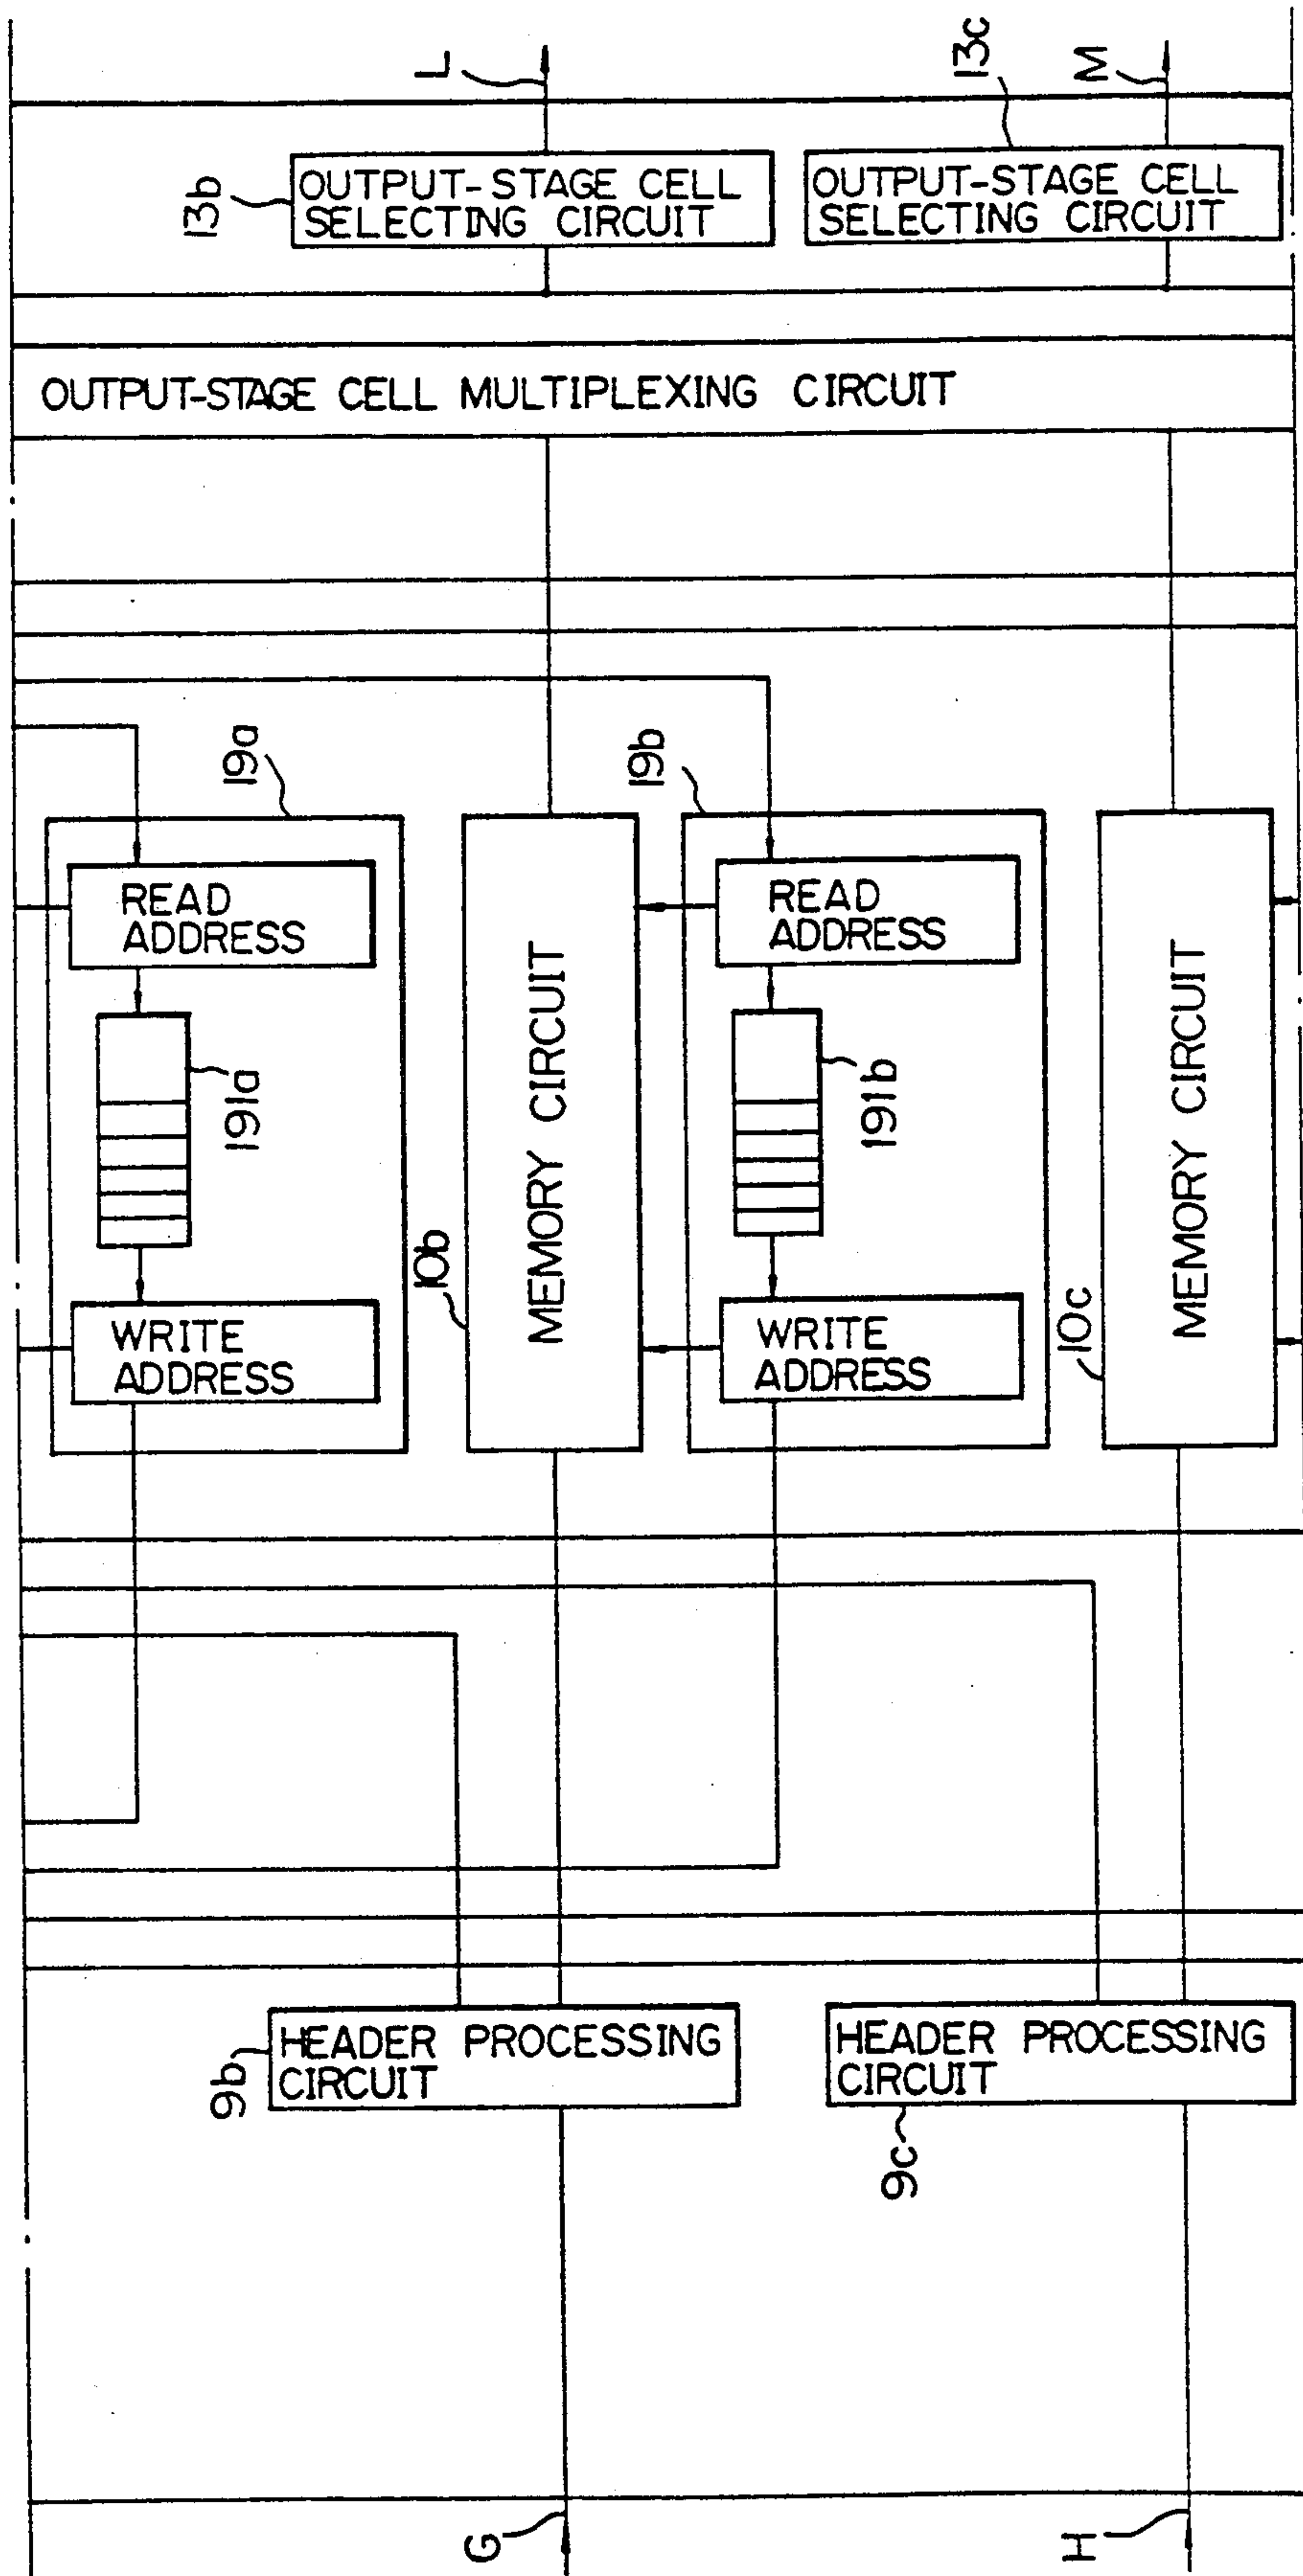 L
M
13b
13c
OUTPUT-STAGE CELL
SELECTING CIRCUIT
OUTPUT-STAGE CELL
SELECTING CIRCUIT
OUTPUT-STAGE CELL MULTIPLEXING CIRCUIT
19a
19b
READ
ADDRESS
READ
ADDRESS
191a
191b
MEMORY CIRCUIT
MEMORY CIRCUIT
10b
10c
WRITE
ADDRESS
WRITE
ADDRESS
9b
HEADER PROCESSING
CIRCUIT
HEADER PROCESSING
CIRCUIT
9c
G
H